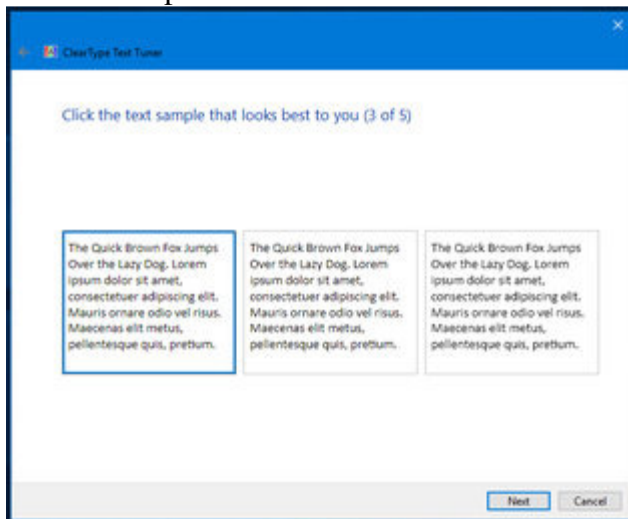 ClearType Text Tuner
Click the text sample that looks best to you (3 of 5)
The Quick Brown Fox Jumps
Over the Lazy Dog. Lorem
ipsum dolor sit amet,
consectetuer adipiscing elit.
Mauris ornare odio vel risus.
Maecenas elit metus,
pellentesque quis, pretium.
The Quick Brown Fox Jumps
Over the Lazy Dog. Lorem
ipsum dolor sit amet,
consectetuer adipiscing elit.
Mauris ornare odio vel risus.
Maecenas elit metus,
pellentesque quis, pretium.
The Quick Brown Fox Jumps
Over the Lazy Dog. Lorem
ipsum dolor sit amet,
consectetuer adipiscing elit.
Mauris ornare odio vel risus.
Maecenas elit metus,
pellentesque quis, pretium.
Next Cancel